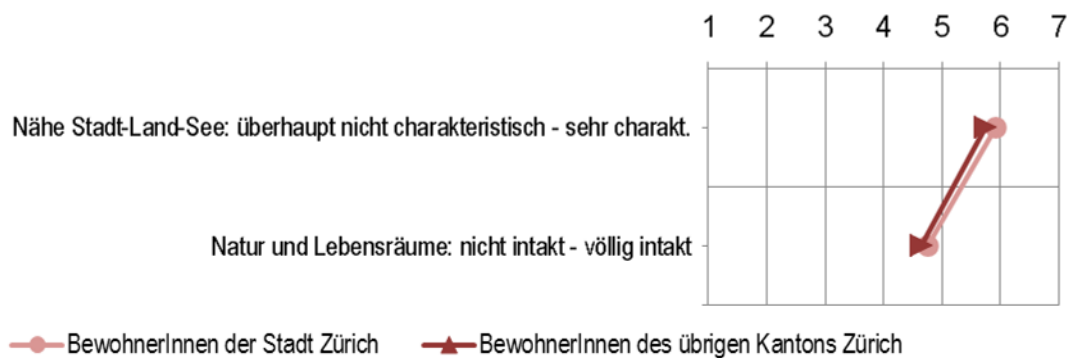 1 2 3 4 5 6 7
Nähe Stadt-Land-See: überhaupt nicht charakteristisch - sehr charakt.
Natur und Lebensräume: nicht intakt - völlig intakt
BewohnerInnen der Stadt Zürich BewohnerInnen des übrigen Kantons Zürich